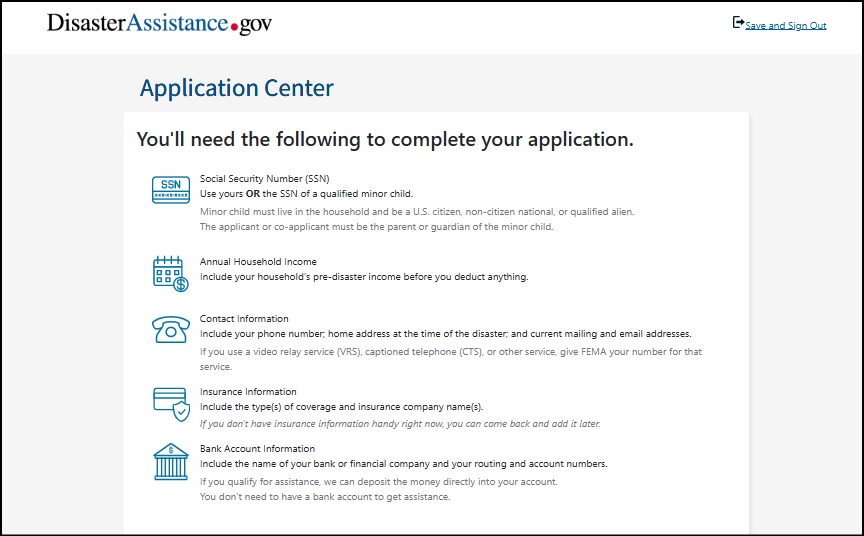 DisasterAssistance.gov
Save and Sign Out
Application Center
You'll need the following to complete your application.
SSN
xxx-xx-xxxx
Social Security Number (SSN)
Use yours OR the SSN of a qualified minor child.
Minor child must live in the household and be a U.S. citizen, non-citizen national, or qualified alien.
The applicant or co-applicant must be the parent or guardian of the minor child.
$
Annual Household Income
Include your household's pre-disaster income before you deduct anything.
Contact Information
Include your phone number; home address at the time of the disaster; and current mailing and email addresses.
If you use a video relay service (VRS), captioned telephone (CTS), or other service, give FEMA your number for that
service.
Insurance Information
Include the type(s) of coverage and insurance company name(s).
If you don't have insurance information handy right now, you can come back and add it later.
$
Bank Account Information
Include the name of your bank or financial company and your routing and account numbers.
If you qualify for assistance, we can deposit the money directly into your account.
You don't need to have a bank account to get assistance.